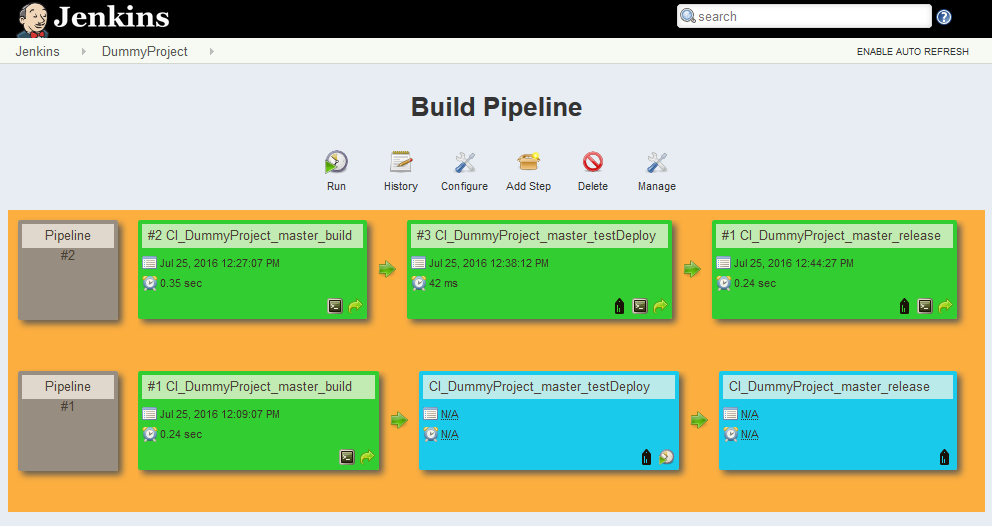 Jenkins
search
Jenkins
DummyProject
ENABLE AUTO REFRESH
Build Pipeline
Run
History
Configure
Add Step
Delete
Manage
Pipeline
#2
#2 CI_DummyProject_master_build
Jul 25, 2016 12:27:07 PM
0.35 sec
#3 CI_DummyProject_master_testDeploy
Jul 25, 2016 12:38:12 PM
42 ms
#1 CI_DummyProject_master_release
Jul 25, 2016 12:44:27 PM
0.24 sec
Pipeline
#1
#1 CI_DummyProject_master_build
Jul 25, 2016 12:09:07 PM
0.24 sec
CI_DummyProject_master_testDeploy
N/A
N/A
CI_DummyProject_master_release
N/A
N/A